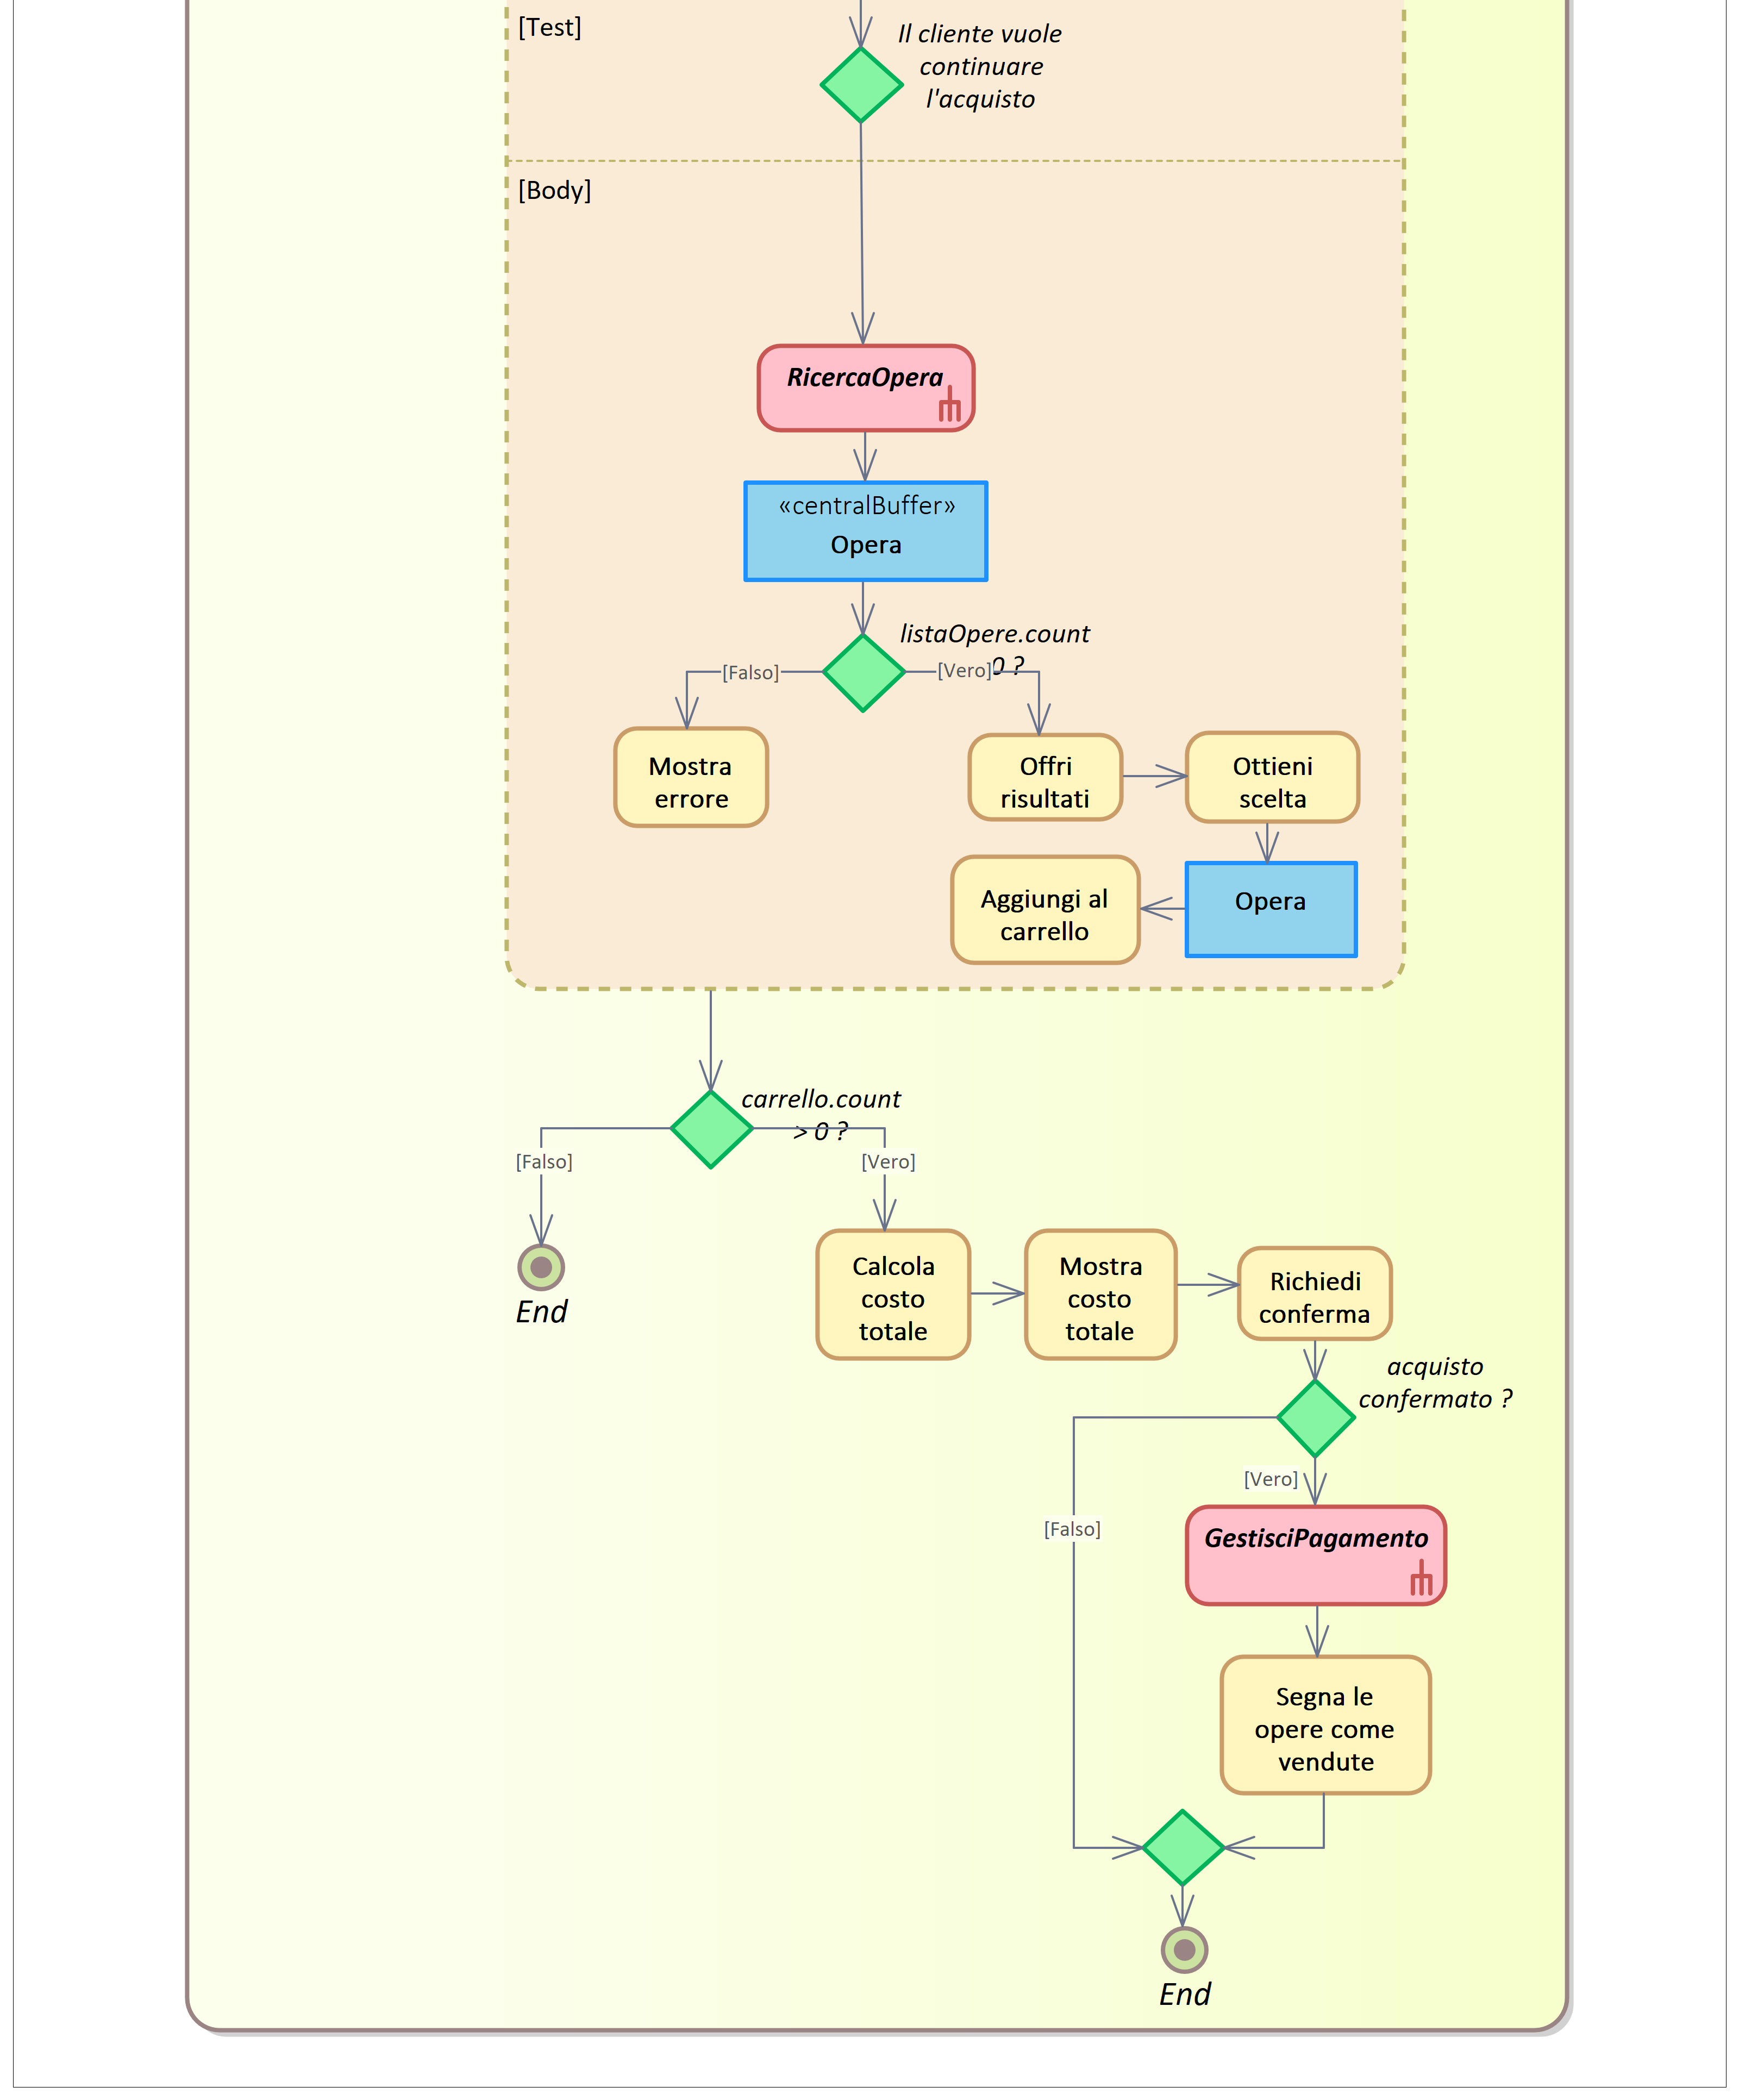 [Test]
Il cliente vuole
continuare
l'acquisto
[Body]
RicercaOpera
«centralBuffer»
Opera
listaOpere.count
0 ?
[Falso]
[Vero]
Mostra
errore
Offri
risultati
Ottieni
scelta
Aggiungi al
carrello
Opera
carrello.count
> 0 ?
[Falso]
[Vero]
End
Calcola
costo
totale
Mostra
costo
totale
Richiedi
conferma
acquisto
confermato ?
[Vero]
[Falso]
GestisciPagamento
Segna le
opere come
vendute
End